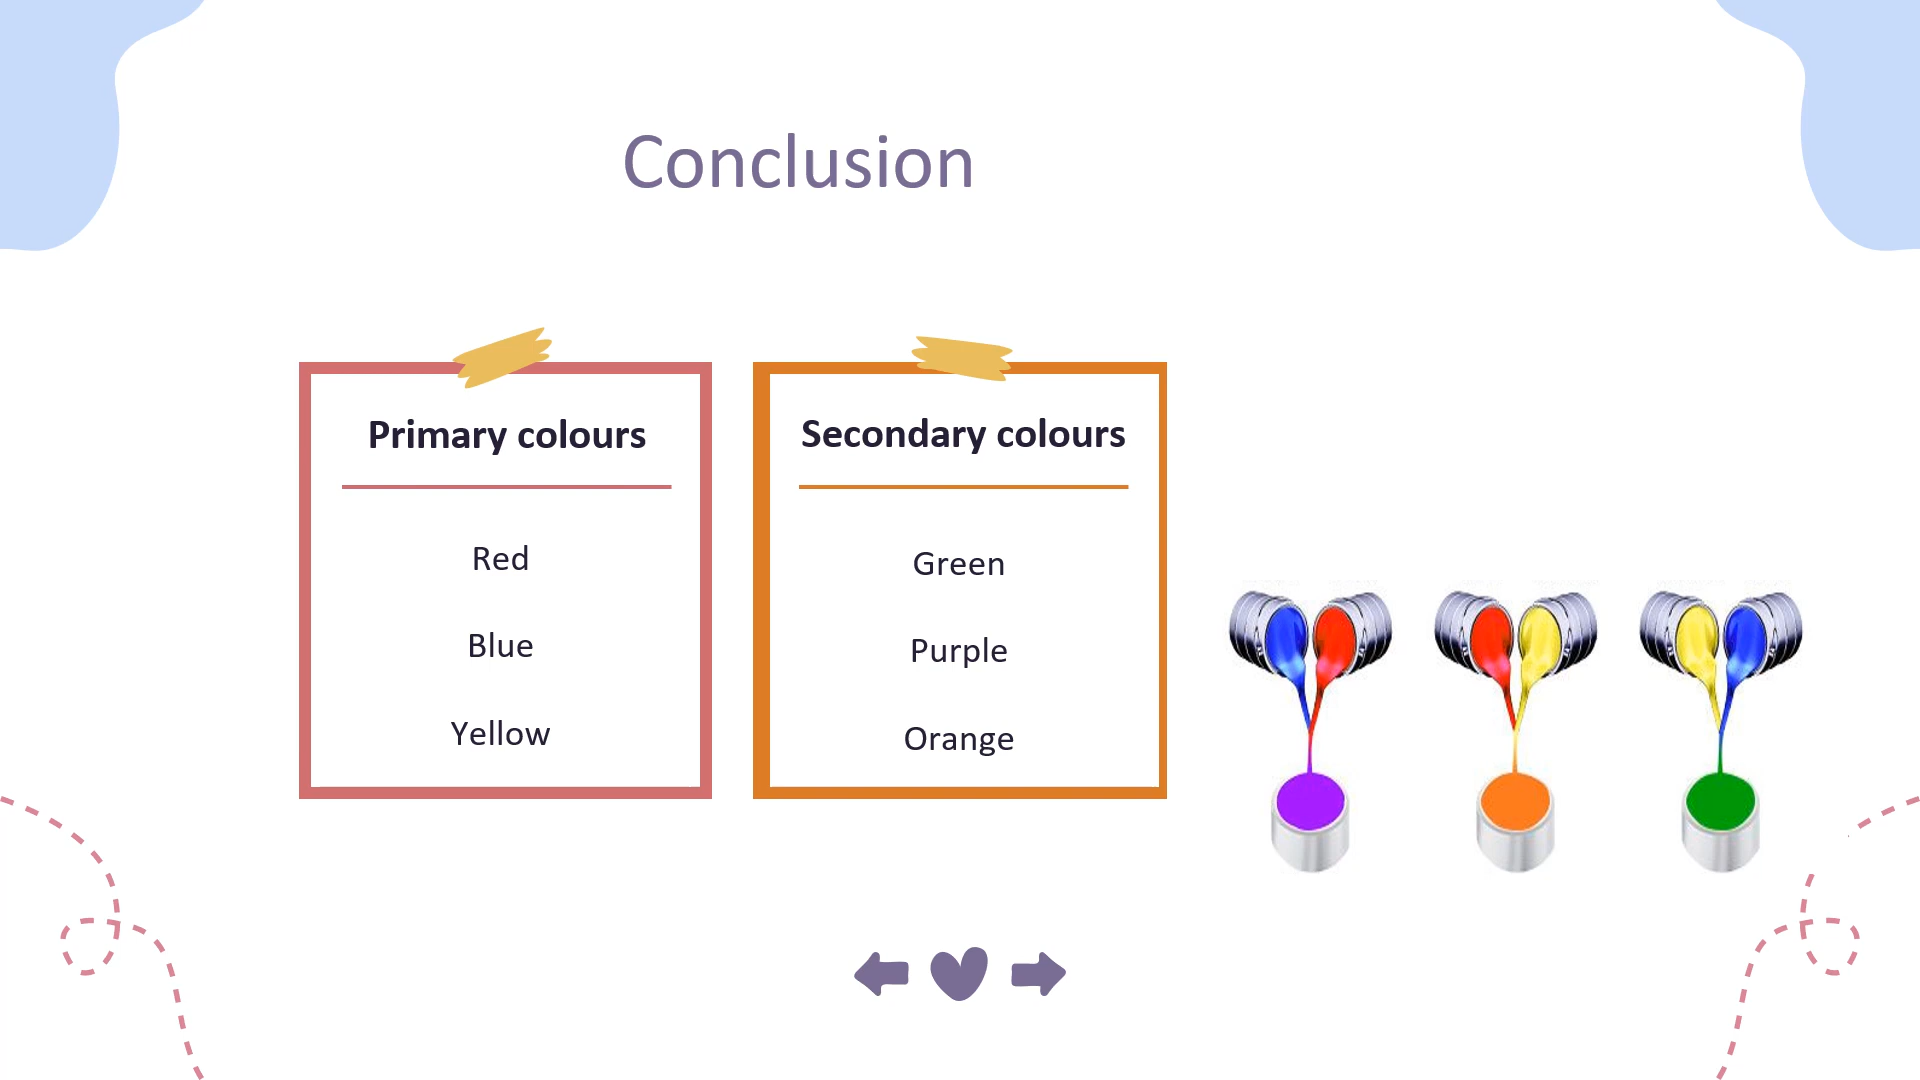 Conclusion
Primary colours
Red
Blue
Yellow
Secondary colours
Green
Purple
Orange